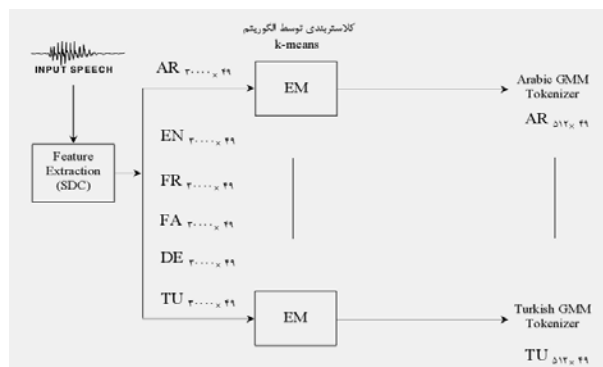 کلاستربندی توسط الگوریتم
k-means
INPUT SPEECH
Feature
Extraction
(SDC)
AR ۳۰۰۰۰×۴۹
EN ۳۰۰۰۰×۴۹
FR ۳۰۰۰۰×۴۹
FA ۳۰۰۰۰×۴۹
DE ۳۰۰۰۰×۴۹
TU ۳۰۰۰۰×۴۹
EM
EM
Arabic GMM
Tokenizer
AR ۵۱۲×۴۹
Turkish GMM
Tokenizer
TU ۵۱۲×۴۹